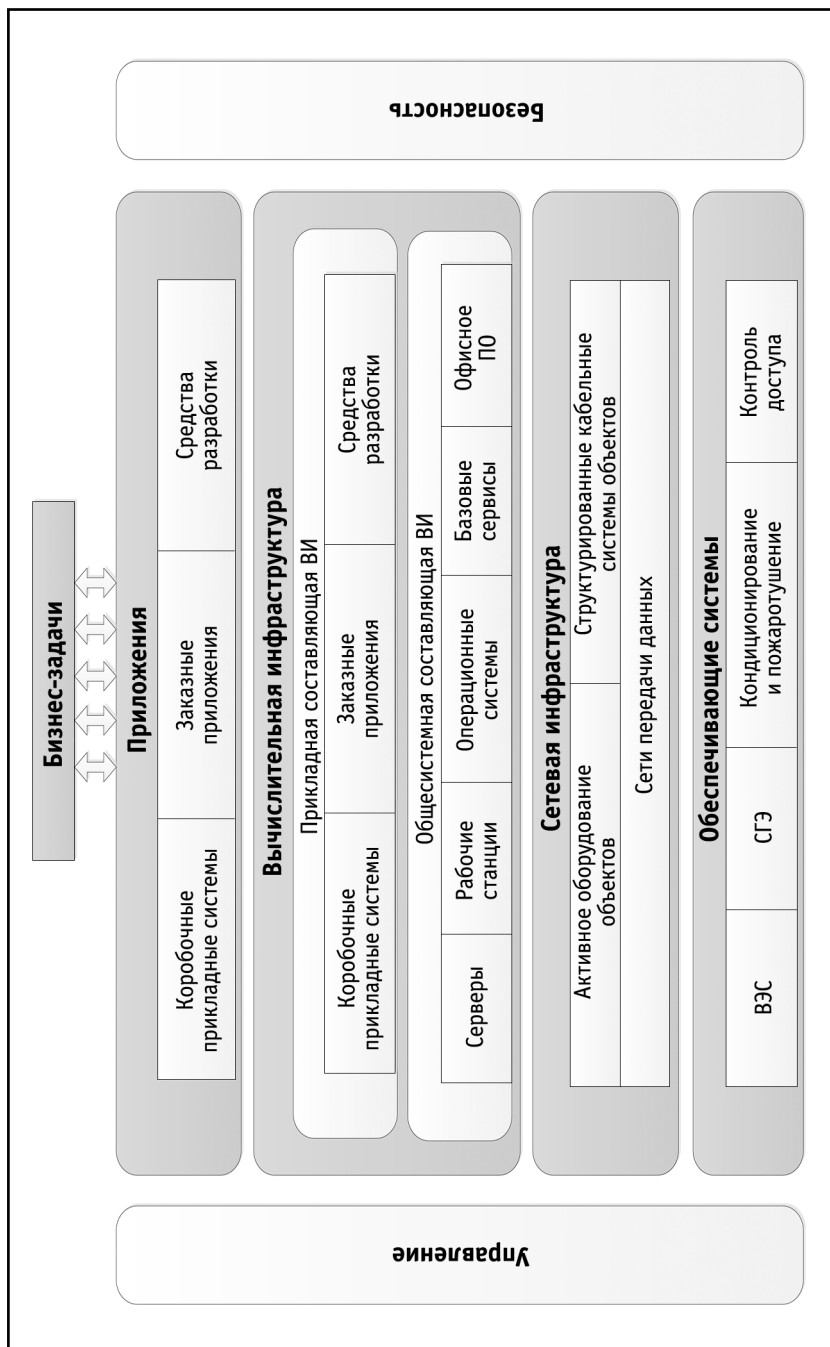 Бизнес-задачи
Приложения
Коробочные
прикладные системы
Заказные
приложения
Средства
разработки
Вычислительная инфраструктура
Прикладная составляющая ВИ
Коробочные
прикладные системы
Заказные
приложения
Средства
разработки
Общесистемная составляющая ВИ
Серверы
Рабочие
станции
Операционные
системы
Базовые
сервисы
Офисное
ПО
Сетевая инфраструктура
Активное оборудование
объектов
Структурированные кабельные
системы объектов
Сети передачи данных
Обеспечивающие системы
ВЭС
СГЭ
Кондиционирование
и пожаротушение
Контроль
доступа
Управление
Безопасность